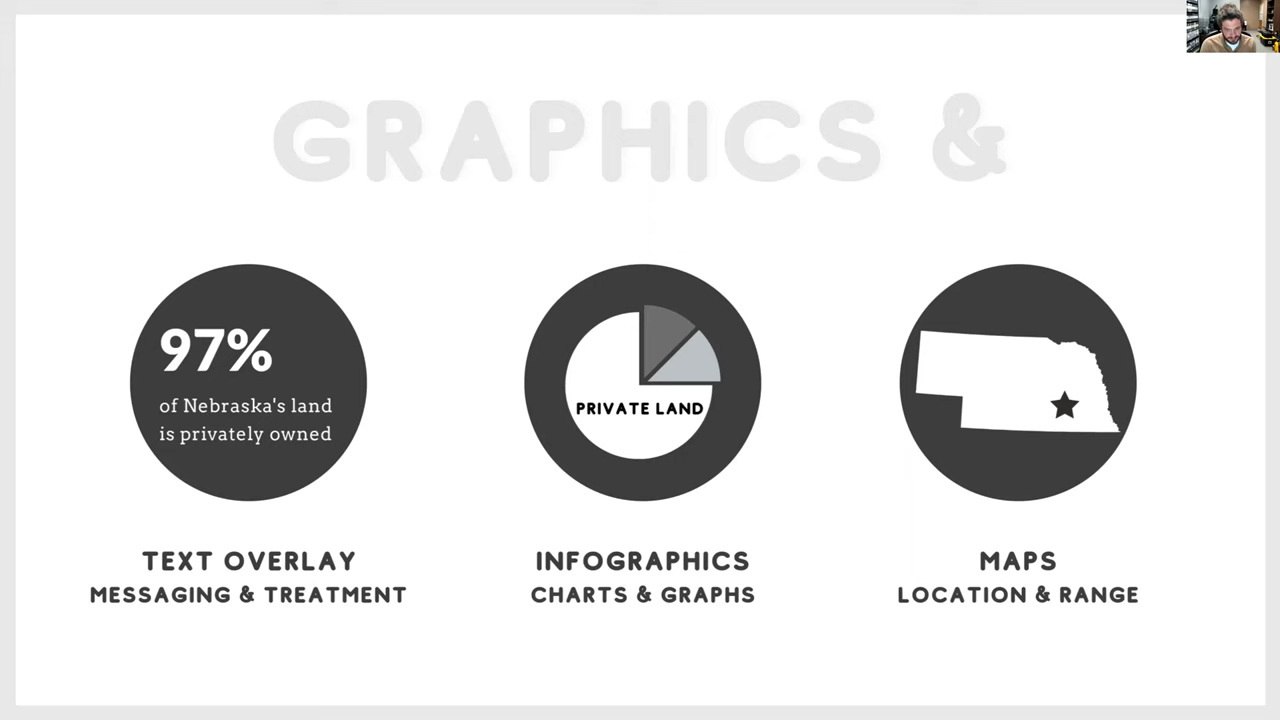 GRAPHICS &
97%
of Nebraska's land
is privately owned
PRIVATE LAND
TEXT OVERLAY
MESSAGING & TREATMENT
INFOGRAPHICS
CHARTS & GRAPHS
MAPS
LOCATION & RANGE